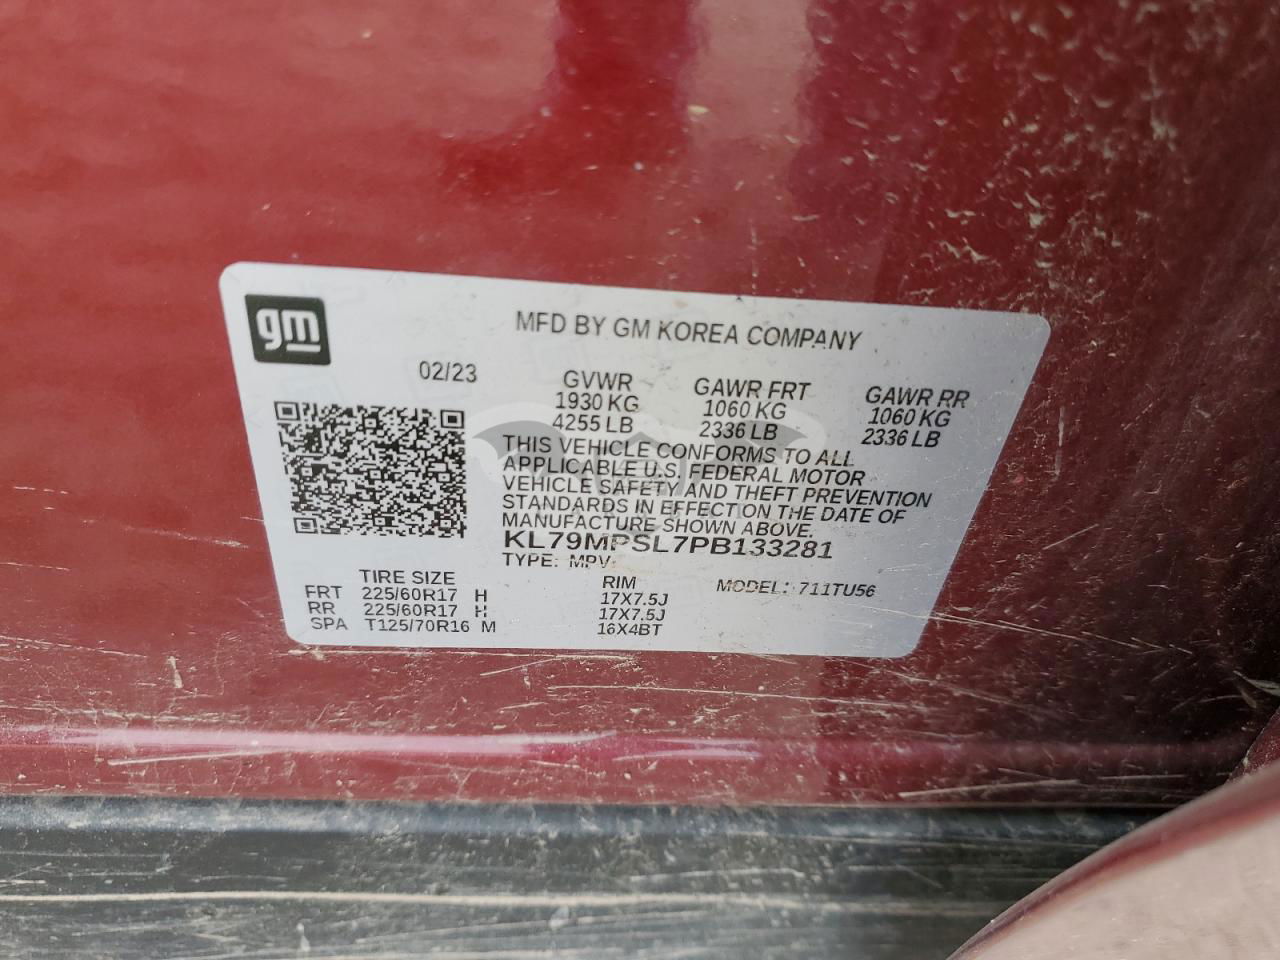 gm
MFD BY GM KOREA COMPANY
02/23
GVWR GAWR FRT GAWR RR
1930 KG 1060 KG 1060 KG
4255 LB 2336 LB 2336 LB
THIS VEHICLE CONFORMS TO ALL
APPLICABLE U.S. FEDERAL MOTOR
VEHICLE SAFETY AND THEFT PREVENTION
STANDARDS IN EFFECTION THE DATE OF
MANUFACTURE SHOWN ABOVE.
KL79MPSL7PB133281
TYPE: MPV
TIRE SIZE RIM MODEL: 711TU56
FRT 225/60R17 H 17X7.5J
RR 225/60R17 H 17X7.5J
SPA T125/70R16 M 16X4BT